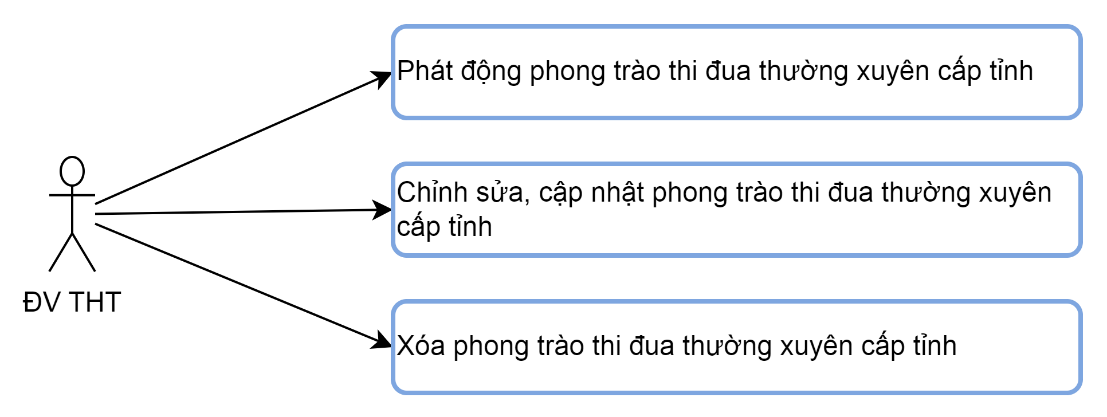 Phát động phong trào thi đua thường xuyên cấp tỉnh
Chỉnh sửa, cập nhật phong trào thi đua thường xuyên
cấp tỉnh
ĐV THT
Xóa phong trào thi đua thường xuyên cấp tỉnh